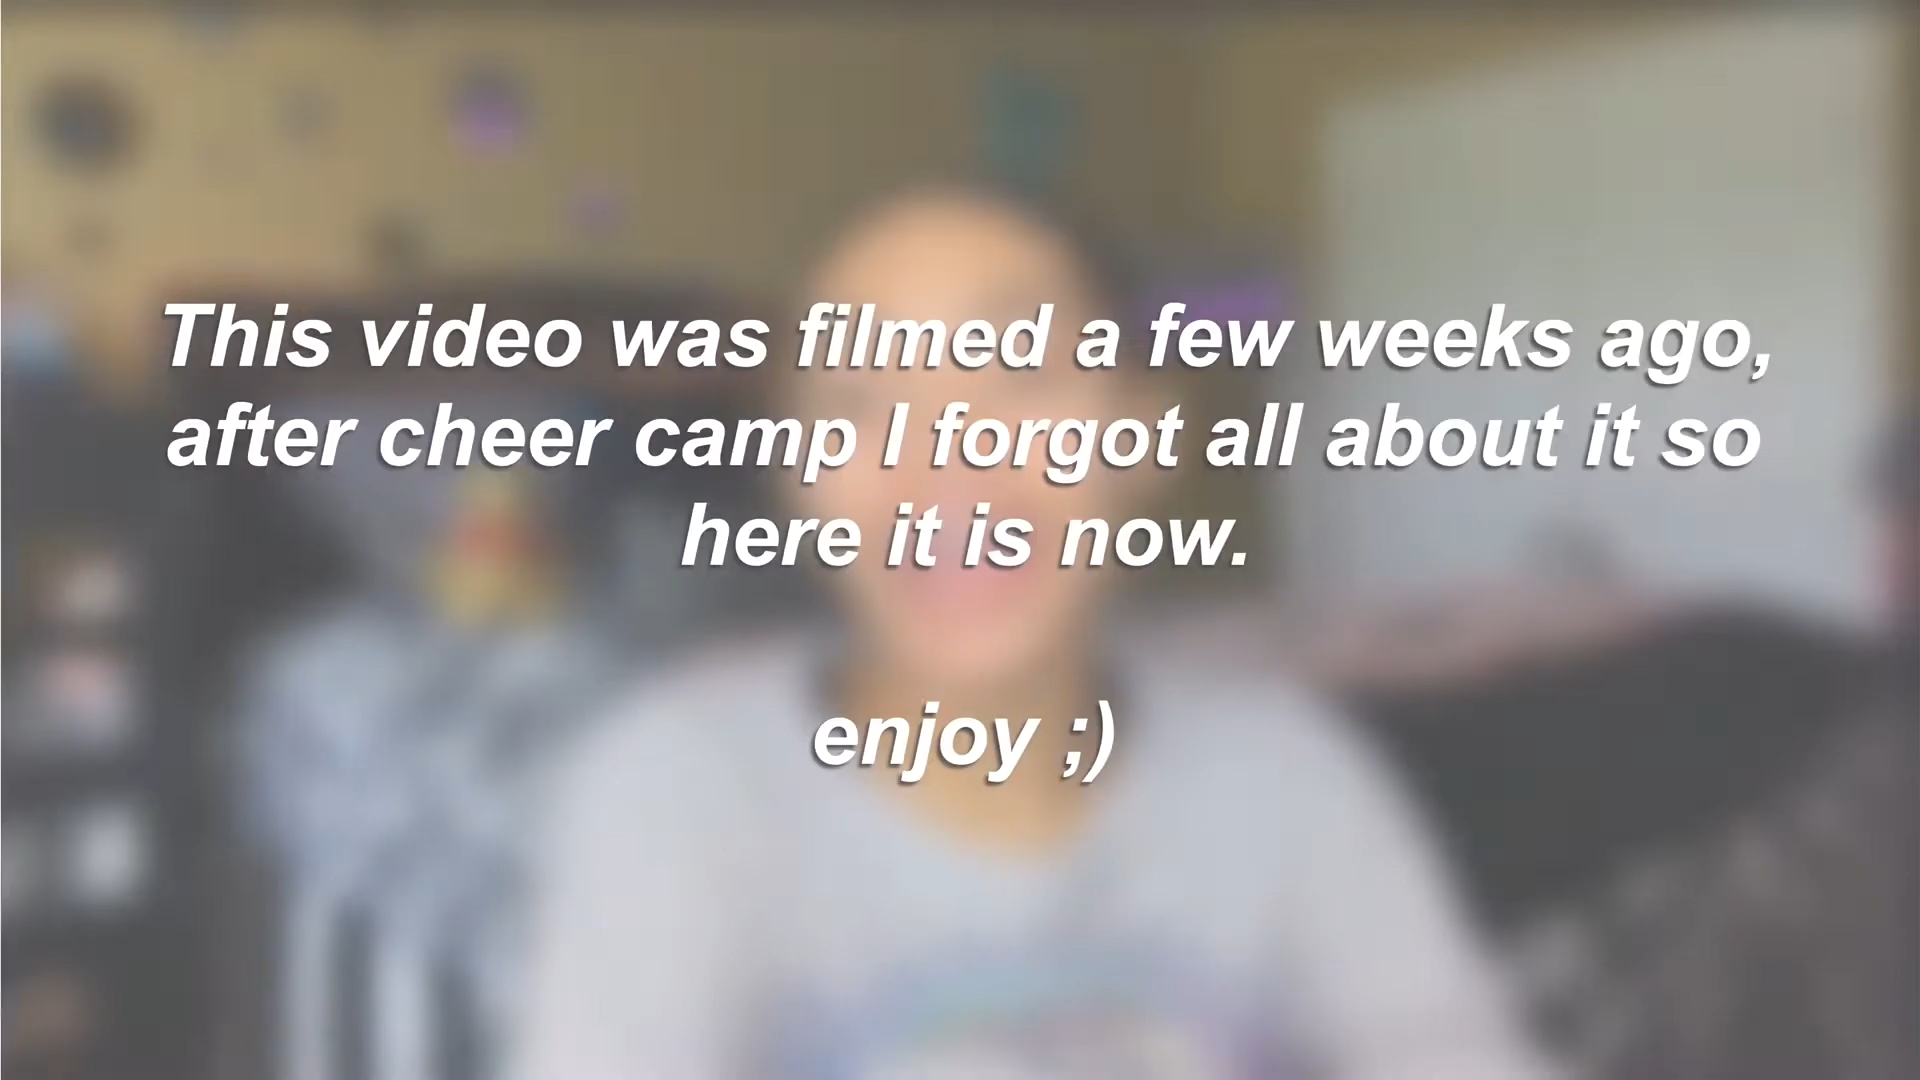 This video was filmed a few weeks ago,
after cheer camp I forgot all about it so
here it is now.
enjoy ;)